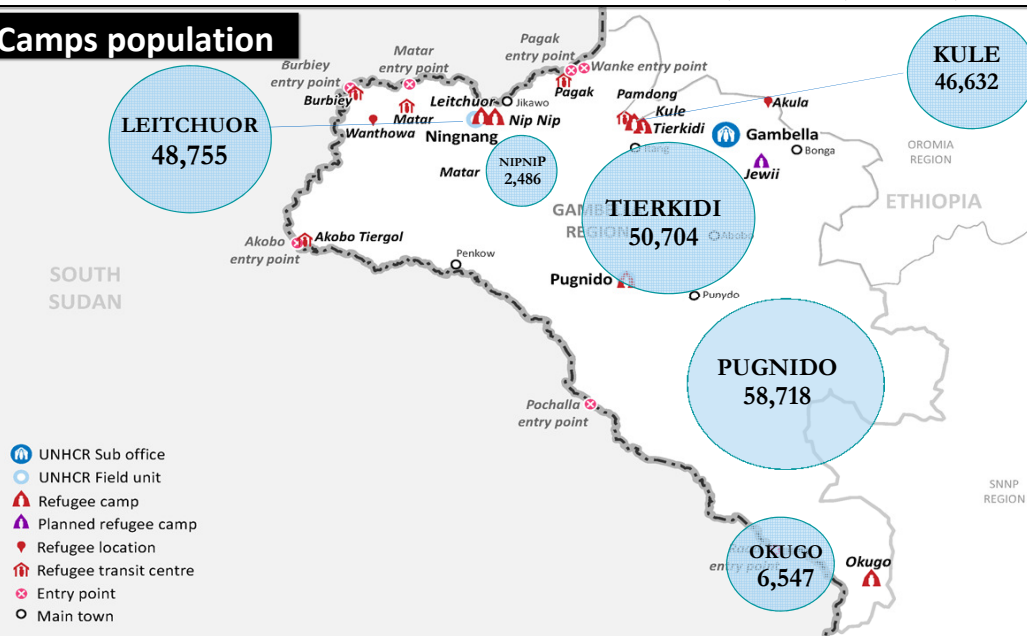 Camps population
Pagak
entry point
Matar
entry point
Wanke entry point
Burbiey
entry point
KULE
46,632
Pagak
Burbiey
Leitchuor
Jikawo
Pamdong
Akula
Matar
Nip Nip
Kule
LEITCHUOR
48,755
Wanthowa
Ningnang
Tierkidi
Gambella
Bonga
OROMIA
REGION
NIPNIP
2,486
Matar
Jewii
ETHIOPIA
TIERKIDI
50,704
REGION
Akobo
entry point
Akobo Tiergol
Penkow
SOUTH
SUDAN
Pugnido
Punydo
PUGNIDO
58,718
Pochalla
entry point
UNHCR Sub office
UNHCR Field unit
Refugee camp
Planned refugee camp
Refugee location
Refugee transit centre
Entry point
Main town
SNNP
REGION
OKUGO
6,547
entry point
Okugo